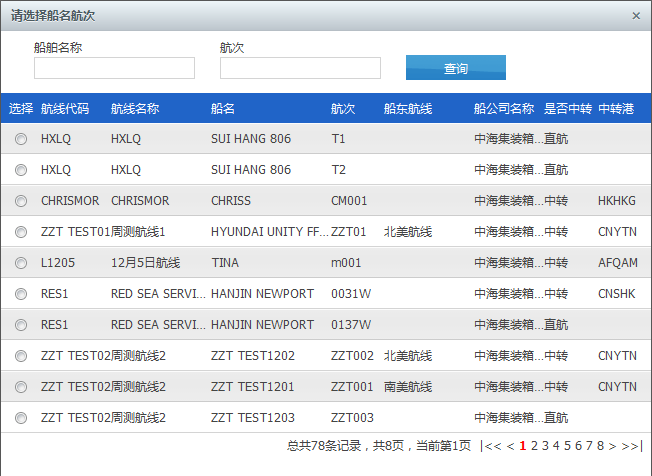 请选择船名航次 ×
船舶名称 航次
查询
选择 航线代码 航线名称 船名 航次 船东航线 船公司名称 是否中转 中转港
HXLQ HXLQ SUI HANG 806 T1 中海集装箱... 直航
HXLQ HXLQ SUI HANG 806 T2 中海集装箱... 直航
CHRISMOR CHRISMOR CHRISS CM001 中海集装箱... 中转 HKHKG
ZZT TEST01 周测航线1 HYUNDAI UNITY FF... ZZT01 北美航线 中海集装箱... 中转 CNYTN
L1205 12月5日航线 TINA m001 中海集装箱... 中转 AFQAM
RES1 RED SEA SERVI... HANJIN NEWPORT 0031W 中海集装箱... 中转 CNSHK
RES1 RED SEA SERVI... HANJIN NEWPORT 0137W 中海集装箱... 直航
ZZT TEST02 周测航线2 ZZT TEST1202 ZZT002 北美航线 中海集装箱... 中转 CNYTN
ZZT TEST02 周测航线2 ZZT TEST1201 ZZT001 南美航线 中海集装箱... 中转 CNYTN
ZZT TEST02 周测航线2 ZZT TEST1203 ZZT003 中海集装箱... 直航
总共78条记录，共8页，当前第1页 |<< < 1 2 3 4 5 6 7 8 > >>|